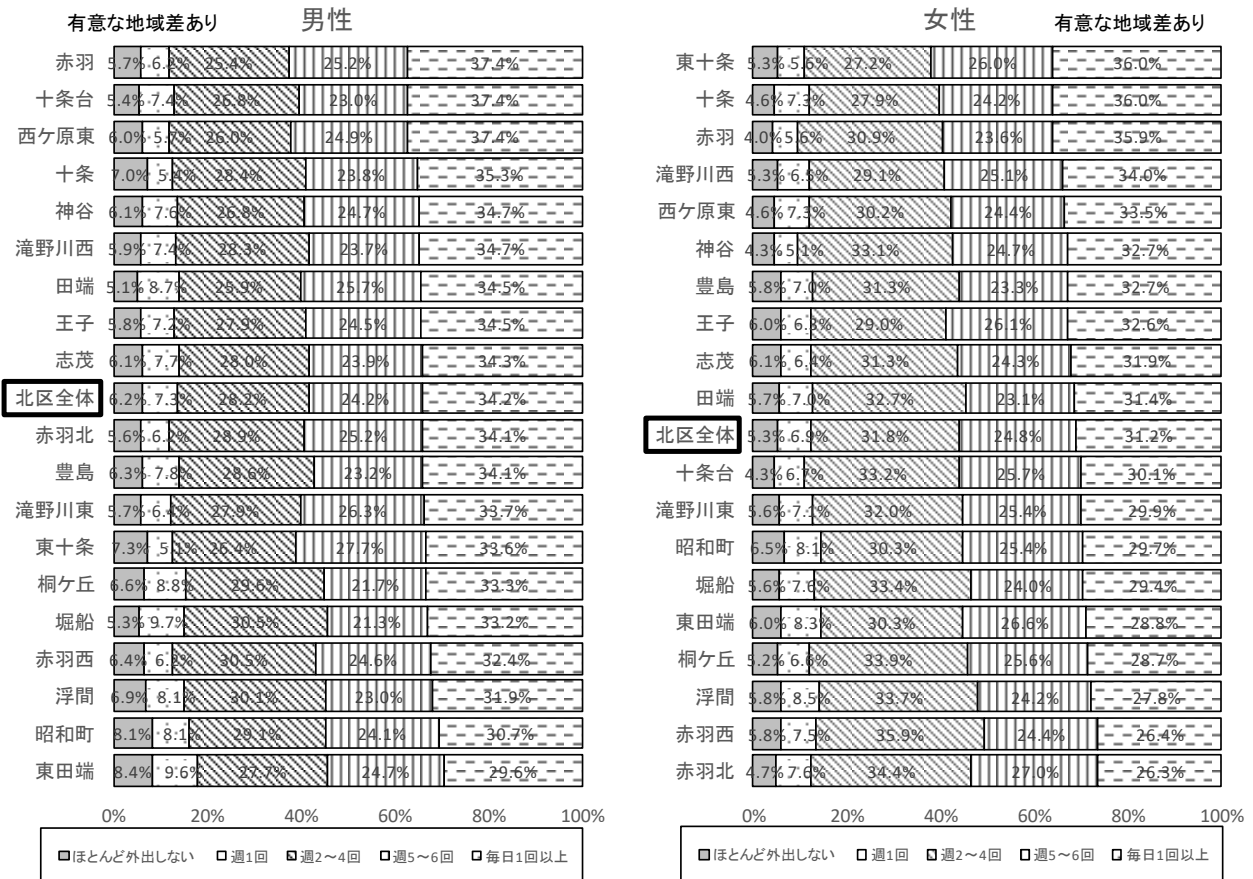 有意な地域差あり 男性
赤羽 5.7% 6.2% 25.4% 25.2% 37.4%
十条台 5.4% 7.4% 26.8% 23.0% 37.4%
西ケ原東 6.0% 5.7% 26.0% 24.9% 37.4%
十条 7.0% 5.4% 28.4% 23.8% 35.3%
神谷 6.1% 7.6% 26.8% 24.7% 34.7%
滝野川西 5.9% 7.4% 28.3% 23.7% 34.7%
田端 5.1% 8.7% 25.9% 25.7% 34.5%
王子 5.8% 7.2% 27.9% 24.5% 34.5%
志茂 6.1% 7.7% 28.0% 23.9% 34.3%
北区全体 6.2% 7.3% 28.2% 24.2% 34.2%
赤羽北 5.6% 6.2% 28.9% 25.2% 34.1%
豊島 6.3% 7.8% 28.6% 23.2% 34.1%
滝野川東 5.7% 6.4% 27.9% 26.3% 33.7%
東十条 7.3% 5.1% 26.4% 27.7% 33.6%
桐ケ丘 6.6% 8.8% 29.6% 21.7% 33.3%
堀船 5.3% 9.7% 30.5% 21.3% 33.2%
赤羽西 6.4% 6.2% 30.5% 24.6% 32.4%
浮間 6.9% 8.1% 30.1% 23.0% 31.9%
昭和町 8.1% 8.1% 29.1% 24.1% 30.7%
東田端 8.4% 9.6% 27.7% 24.7% 29.6%
0% 20% 40% 60% 80% 100%
ほとんど外出しない 週1回 週2～4回 週5～6回 毎日1回以上
女性 有意な地域差あり
東十条 5.3% 5.6% 27.2% 26.0% 36.0%
十条 4.6% 7.3% 27.9% 24.2% 36.0%
赤羽 4.0% 5.6% 30.9% 23.6% 35.9%
滝野川西 5.3% 6.5% 29.1% 25.1% 34.0%
西ケ原東 4.6% 7.3% 30.2% 24.4% 33.5%
神谷 4.3% 5.1% 33.1% 24.7% 32.7%
豊島 5.8% 7.0% 31.3% 23.3% 32.7%
王子 6.0% 6.3% 29.0% 26.1% 32.6%
志茂 6.1% 6.4% 31.3% 24.3% 31.9%
田端 5.7% 7.0% 32.7% 23.1% 31.4%
北区全体 5.3% 6.9% 31.8% 24.8% 31.2%
十条台 4.3% 6.7% 33.2% 25.7% 30.1%
滝野川東 5.6% 7.1% 32.0% 25.4% 29.9%
昭和町 6.5% 8.1% 30.3% 25.4% 29.7%
堀船 5.6% 7.6% 33.4% 24.0% 29.4%
東田端 6.0% 8.3% 30.3% 26.6% 28.8%
桐ケ丘 5.2% 6.6% 33.9% 25.6% 28.7%
浮間 5.8% 8.5% 33.7% 24.2% 27.8%
赤羽西 5.8% 7.5% 35.9% 24.4% 26.4%
赤羽北 4.7% 7.6% 34.4% 27.0% 26.3%
0% 20% 40% 60% 80% 100%
ほとんど外出しない 週1回 週2～4回 週5～6回 毎日1回以上